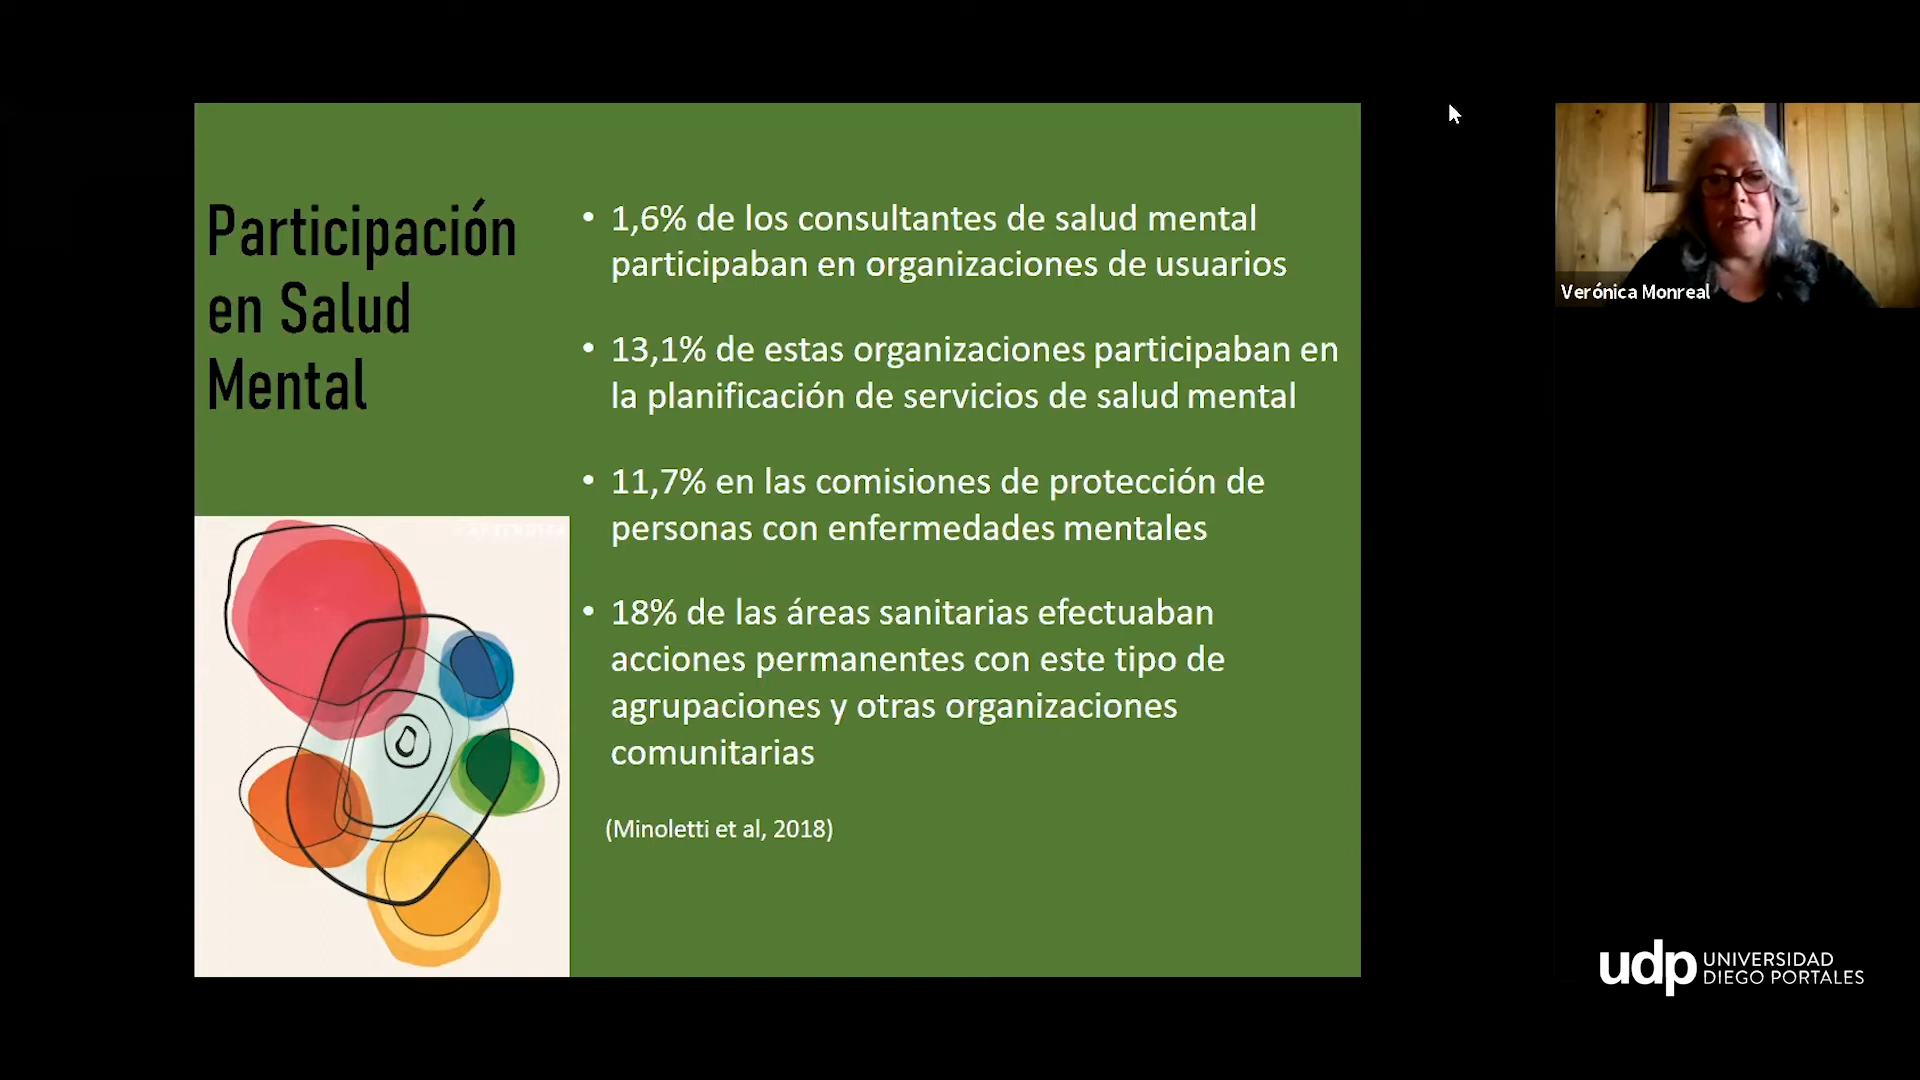 Participación
en Salud
Mental
• 1,6% de los consultantes de salud mental
participaban en organizaciones de usuarios
• 13,1% de estas organizaciones participaban en
la planificación de servicios de salud mental
• 11,7% en las comisiones de protección de
personas con enfermedades mentales
• 18% de las áreas sanitarias efectuaban
acciones permanentes con este tipo de
agrupaciones y otras organizaciones
comunitarias
(Minoletti et al, 2018)
Verónica Monreal
udp UNIVERSIDAD
DIEGO PORTALES